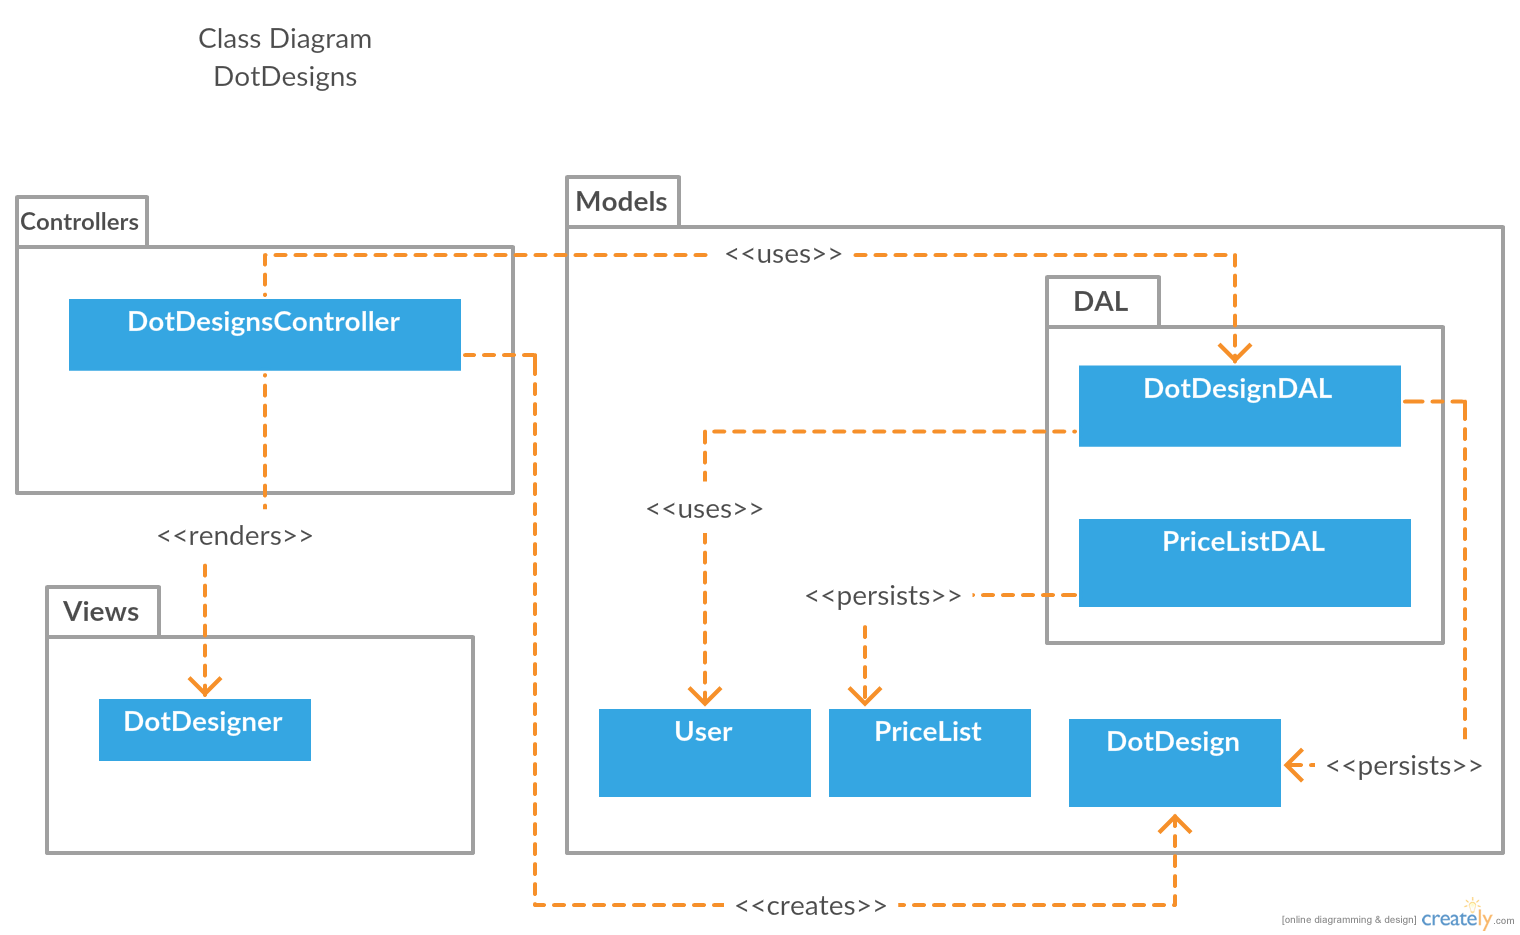 Class Diagram
DotDesigns
Controllers
Models
<<uses>>
DAL
DotDesignsController
DotDesignDAL
<<uses>>
<<renders>>
PriceListDAL
<<persists>>
Views
DotDesigner
User
PriceList
DotDesign
<<persists>>
<<creates>>
[online diagramming & design] creately.com